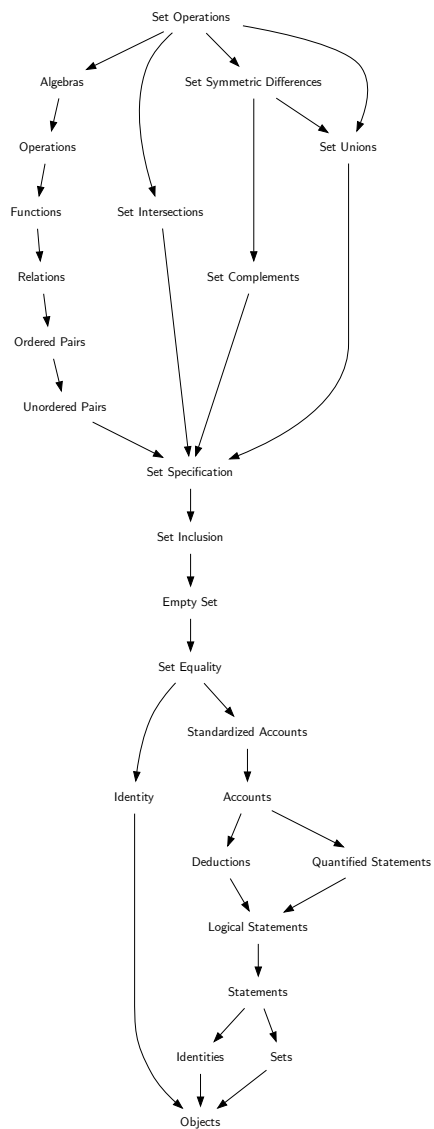 Set Operations
Algebras
Set Symmetric Differences
Operations
Set Unions
Functions
Set Intersections
Relations
Set Complements
Ordered Pairs
Unordered Pairs
Set Specification
Set Inclusion
Empty Set
Set Equality
Standardized Accounts
Identity
Accounts
Deductions
Quantified Statements
Logical Statements
Statements
Identities
Sets
Objects